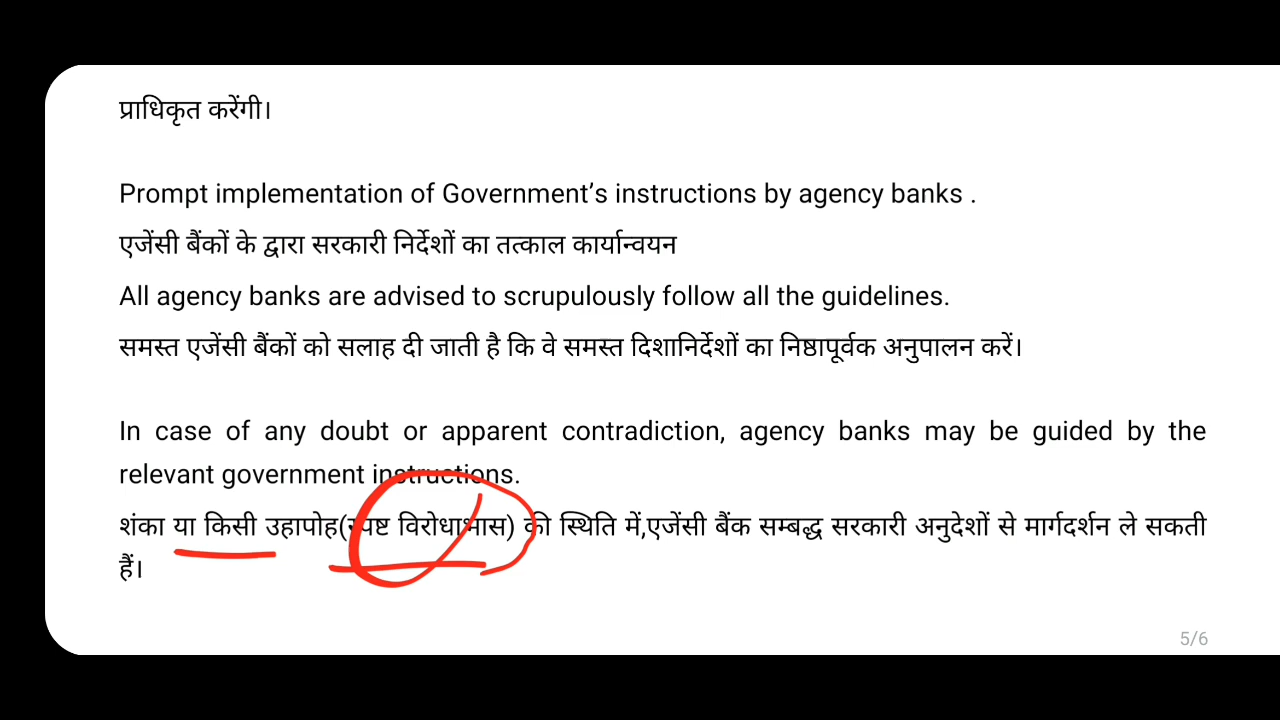 प्राधिकृत करेंगी।
Prompt implementation of Government’s instructions by agency banks .
एजेंसी बैंकों के द्वारा सरकारी निर्देशों का तत्काल कार्यान्वयन
All agency banks are advised to scrupulously follow all the guidelines.
समस्त एजेंसी बैंकों को सलाह दी जाती है कि वे समस्त दिशानिर्देशों का निष्ठापूर्वक अनुपालन करें।
In case of any doubt or apparent contradiction, agency banks may be guided by the
relevant government instructions.
शंका या किसी उहापोह(स्पष्ट विरोधाभास) की स्थिति में,एजेंसी बैंक सम्बद्ध सरकारी अनुदेशों से मार्गदर्शन ले सकती
हैं।
5/6